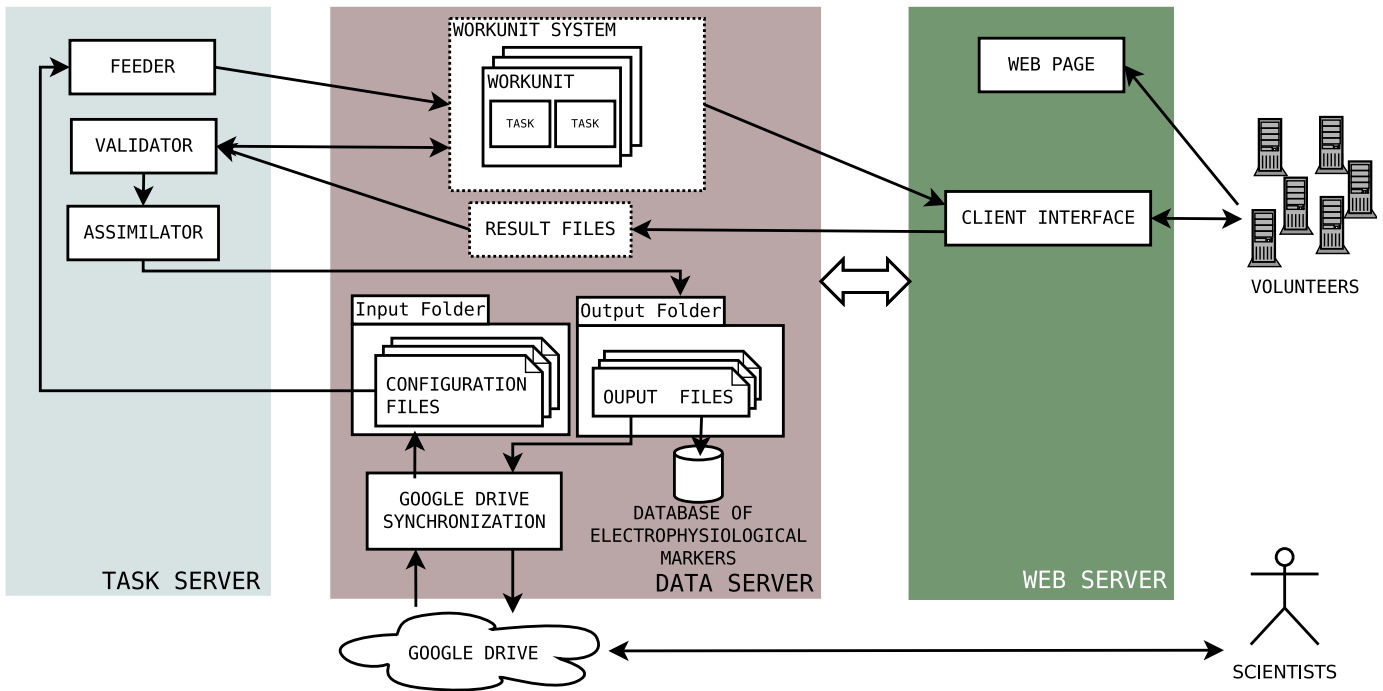 FEEDER
VALIDATOR
ASSIMILATOR
TASK SERVER
WORKUNIT SYSTEM
WORKUNIT
TASK
TASK
RESULT FILES
Input Folder
CONFIGURATION
FILES
Output Folder
OUPUT FILES
GOOGLE DRIVE
SYNCHRONIZATION
DATABASE OF
ELECTROPHYSIOLOGICAL
MARKERS
DATA SERVER
WEB PAGE
CLIENT INTERFACE
WEB SERVER
VOLUNTEERS
GOOGLE DRIVE
SCIENTISTS